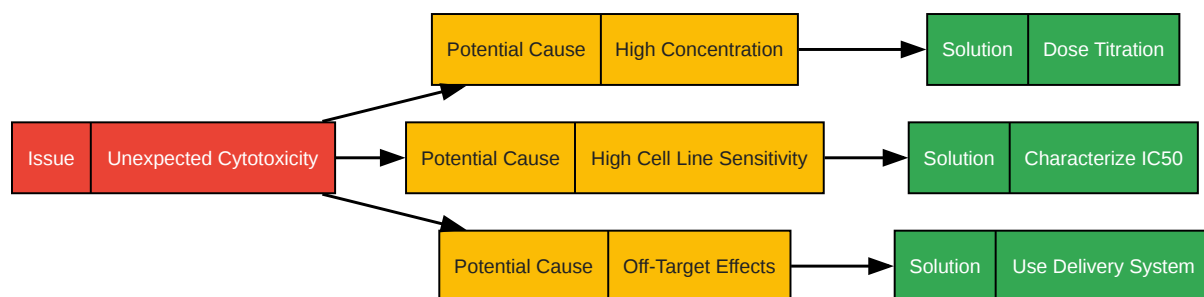 Potential Cause High Concentration Solution Dose Titration
Issue Unexpected Cytotoxicity Potential Cause High Cell Line Sensitivity Solution Characterize IC50
Potential Cause Off-Target Effects Solution Use Delivery System